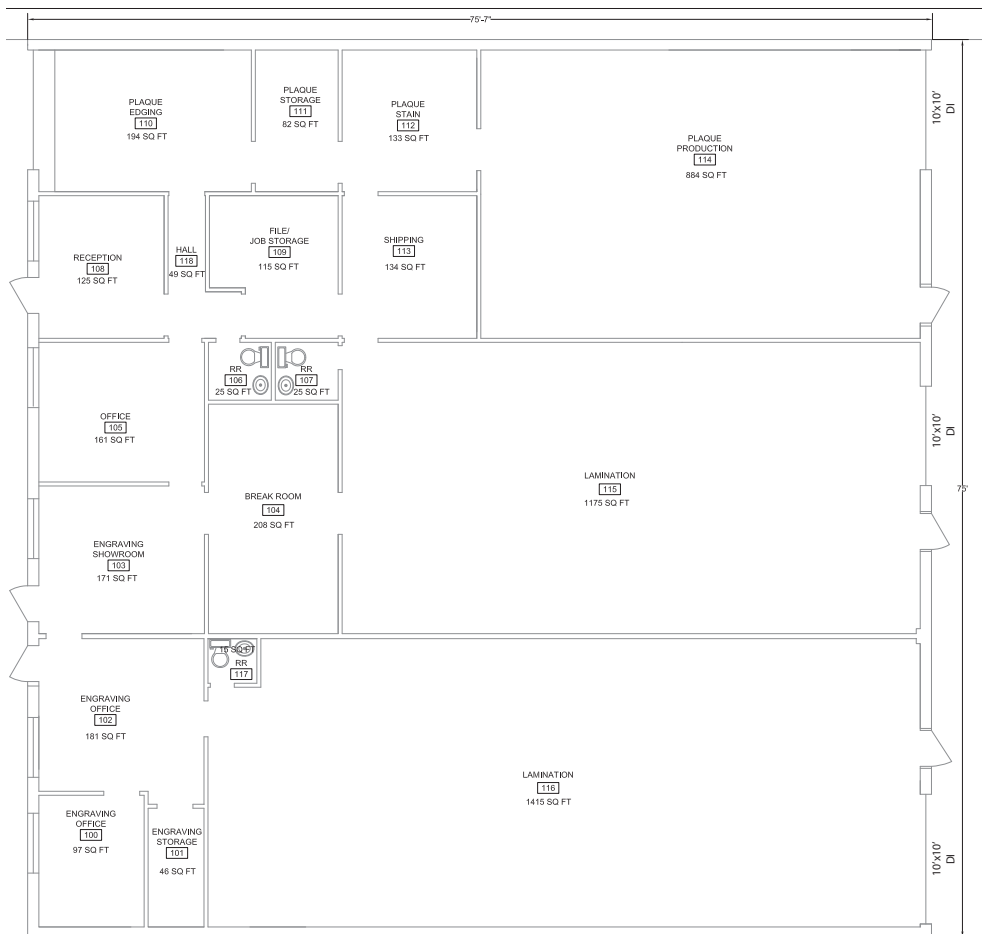 75'-7"
PLAQUE
EDGING
110
194 SQ FT
PLAQUE
STORAGE
111
82 SQ FT
PLAQUE
STAIN
112
133 SQ FT
PLAQUE
PRODUCTION
114
884 SQ FT
10'x10'
DI
RECEPTION
108
125 SQ FT
HALL
118
49 SQ FT
FILE/
JOB STORAGE
109
115 SQ FT
SHIPPING
113
134 SQ FT
RR
106
25 SQ FT
RR
107
25 SQ FT
OFFICE
105
161 SQ FT
BREAK ROOM
104
208 SQ FT
LAMINATION
115
1175 SQ FT
10'x10'
DI
75'
ENGRAVING
SHOWROOM
103
171 SQ FT
15 SQ FT
RR
117
ENGRAVING
OFFICE
102
181 SQ FT
LAMINATION
116
1415 SQ FT
ENGRAVING
OFFICE
100
97 SQ FT
ENGRAVING
STORAGE
101
46 SQ FT
10'x10'
DI